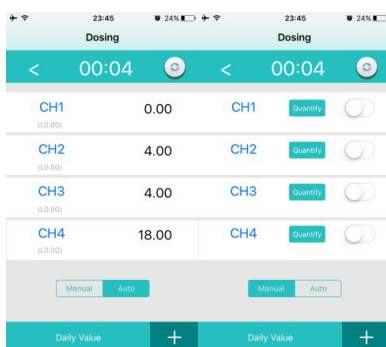 23:45 24%
Dosing
< 00:04
CH1 0.00
(L0.00)
CH2 4.00
(L0.00)
CH3 4.00
(L0.00)
CH4 18.00
(L0.00)
Manual Auto
Daily Value +
23:45 24%
Dosing
< 00:04
CH1 Quantify
CH2 Quantify
CH3 Quantify
CH4 Quantify
Manual Auto
Daily Value +